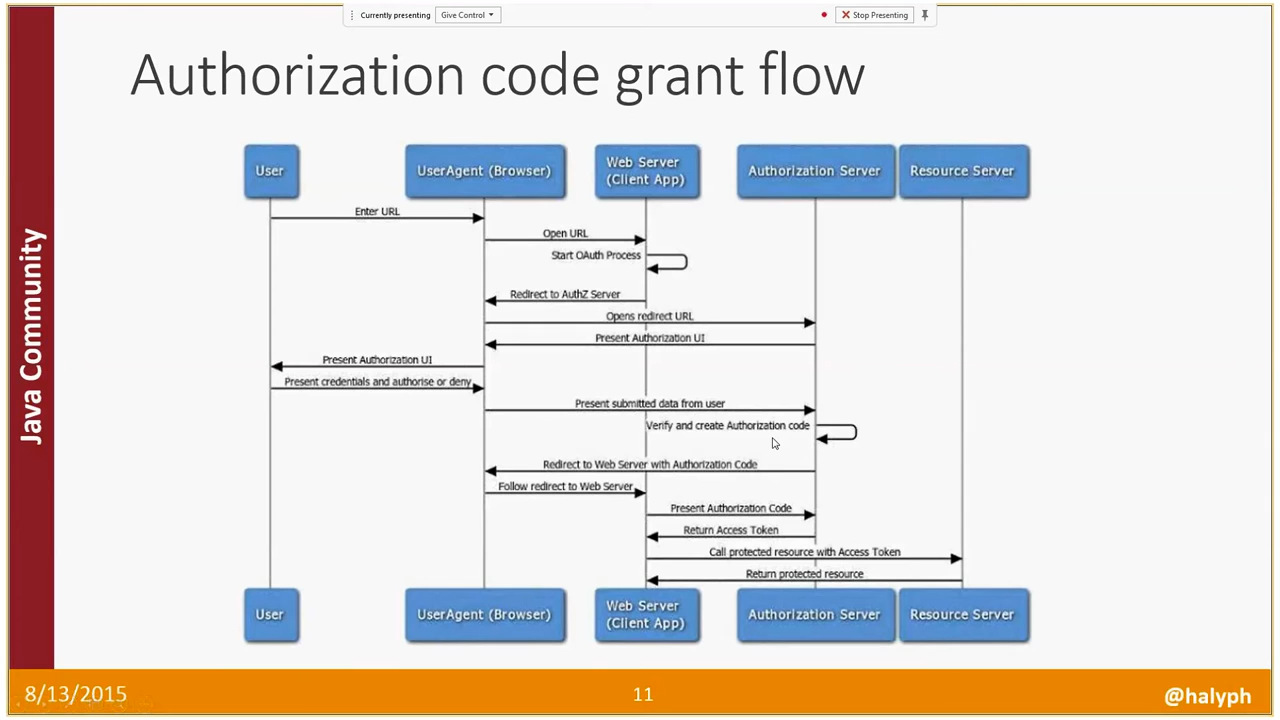 Currently presenting
Give Control
Stop Presenting
Authorization code grant flow
Java Community
User
UserAgent (Browser)
Web Server
(Client App)
Authorization Server
Resource Server
Enter URL
Open URL
Start OAuth Process
Redirect to AuthZ Server
Opens redirect URL
Present Authorization UI
Present Authorization UI
Present credentials and authorise or deny
Present submitted data from user
Verify and create Authorization code
Redirect to Web Server with Authorization Code
Follow redirect to Web Server
Present Authorization Code
Return Access Token
Call protected resource with Access Token
Return protected resource
User
UserAgent (Browser)
Web Server
(Client App)
Authorization Server
Resource Server
8/13/2015
11
@halyph